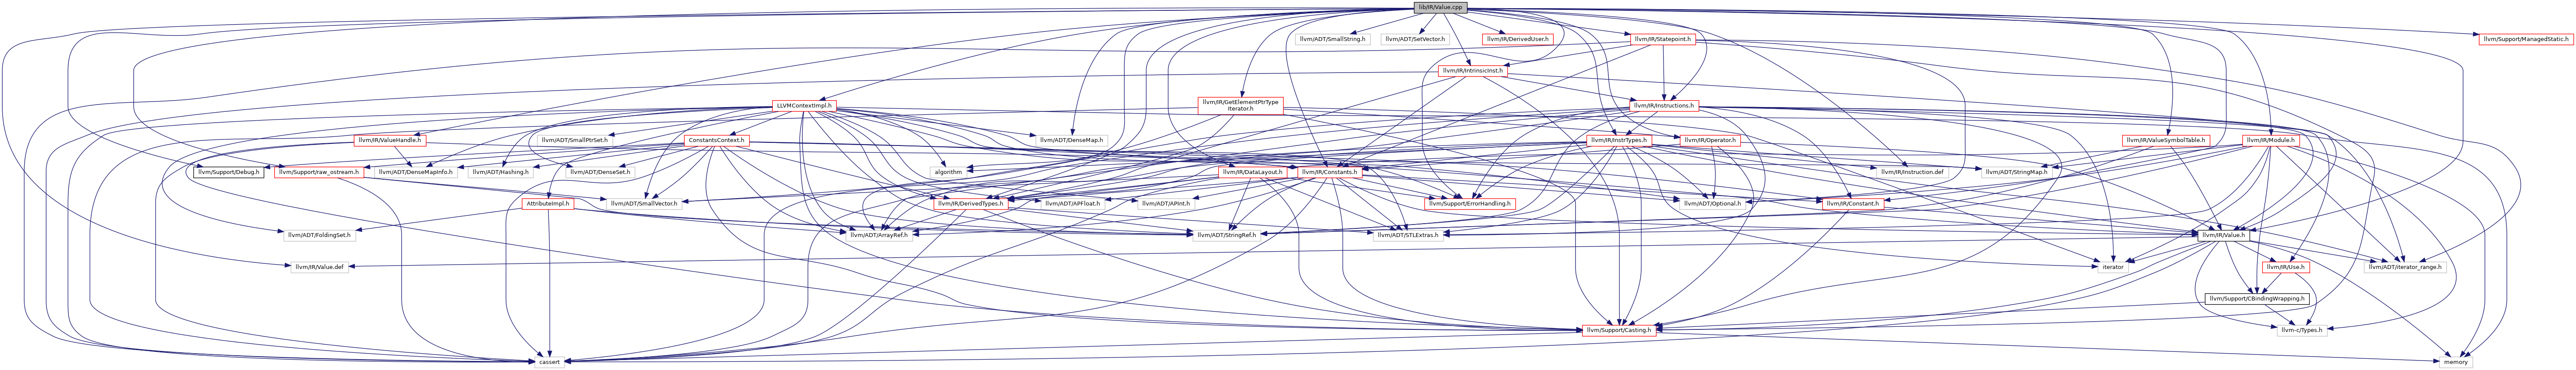 lib/IR/Value.cpp
llvm/ADT/SmallString.h
llvm/ADT/SetVector.h
llvm/IR/DerivedUser.h
llvm/IR/Statepoint.h
llvm/Support/ManagedStatic.h
llvm/IR/IntrinsicInst.h
LLVMContextImpl.h
llvm/IR/GetElementPtrType
Iterator.h
llvm/IR/Instructions.h
llvm/IR/ValueHandle.h
llvm/ADT/SmallPtrSet.h
ConstantsContext.h
llvm/ADT/DenseMap.h
llvm/IR/InstrTypes.h
llvm/IR/Operator.h
llvm/IR/ValueSymbolTable.h
llvm/IR/Module.h
llvm/Support/Debug.h
llvm/Support/raw_ostream.h
llvm/ADT/DenseMapInfo.h
llvm/ADT/Hashing.h
llvm/ADT/DenseSet.h
algorithm
llvm/IR/DataLayout.h
llvm/IR/Constants.h
llvm/IR/Instruction.def
llvm/ADT/StringMap.h
AttributeImpl.h
llvm/ADT/SmallVector.h
llvm/IR/DerivedTypes.h
llvm/ADT/APFloat.h
llvm/ADT/APInt.h
llvm/Support/ErrorHandling.h
llvm/ADT/Optional.h
llvm/IR/Constant.h
llvm/ADT/FoldingSet.h
llvm/ADT/ArrayRef.h
llvm/ADT/StringRef.h
llvm/ADT/STLExtras.h
llvm/IR/Value.h
llvm/IR/Value.def
iterator
llvm/IR/Use.h
llvm/ADT/iterator_range.h
llvm/Support/CBindingWrapping.h
llvm/Support/Casting.h
llvm-c/Types.h
cassert
memory